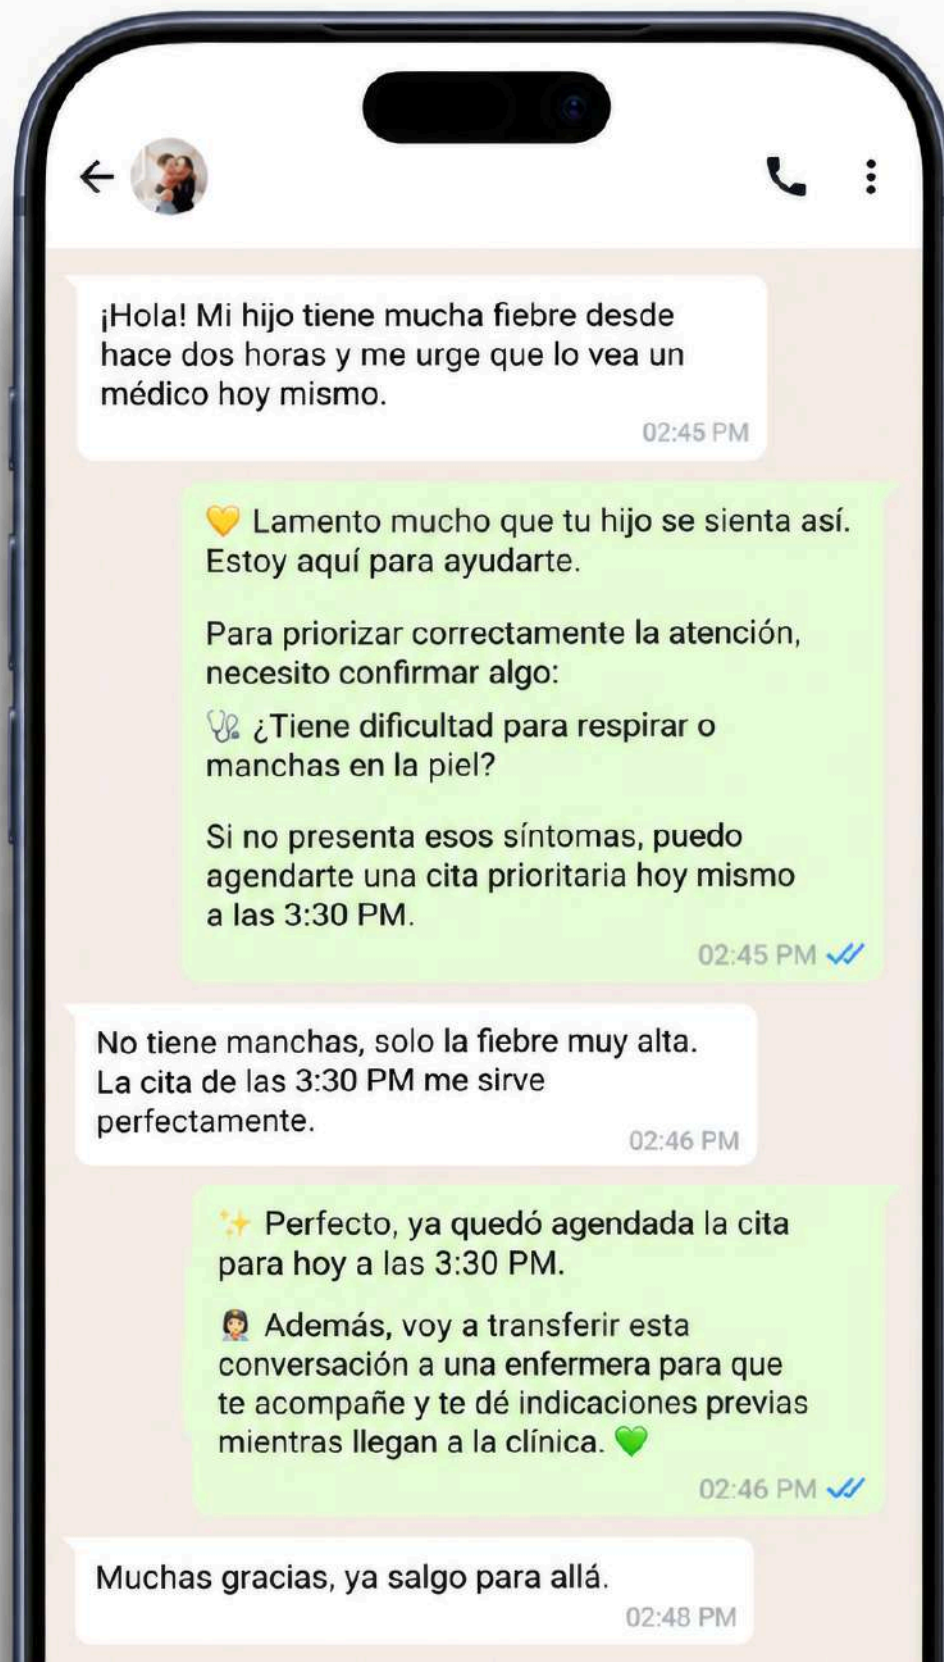 ¡Hola! Mi hijo tiene mucha fiebre desde
hace dos horas y me urge que lo vea un
médico hoy mismo.
02:45 PM
💛 Lamento mucho que tu hijo se sienta así.
Estoy aquí para ayudarte.
Para priorizar correctamente la atención,
necesito confirmar algo:
🩺 ¿Tiene dificultad para respirar o
manchas en la piel?
Si no presenta esos síntomas, puedo
agendarte una cita prioritaria hoy mismo
a las 3:30 PM.
02:45 PM
No tiene manchas, solo la fiebre muy alta.
La cita de las 3:30 PM me sirve
perfectamente.
02:46 PM
✨ Perfecto, ya quedó agendada la cita
para hoy a las 3:30 PM.
👩‍⚕️ Además, voy a transferir esta
conversación a una enfermera para que
te acompañe y te dé indicaciones previas
mientras llegan a la clínica. 💚
02:46 PM
Muchas gracias, ya salgo para allá.
02:48 PM